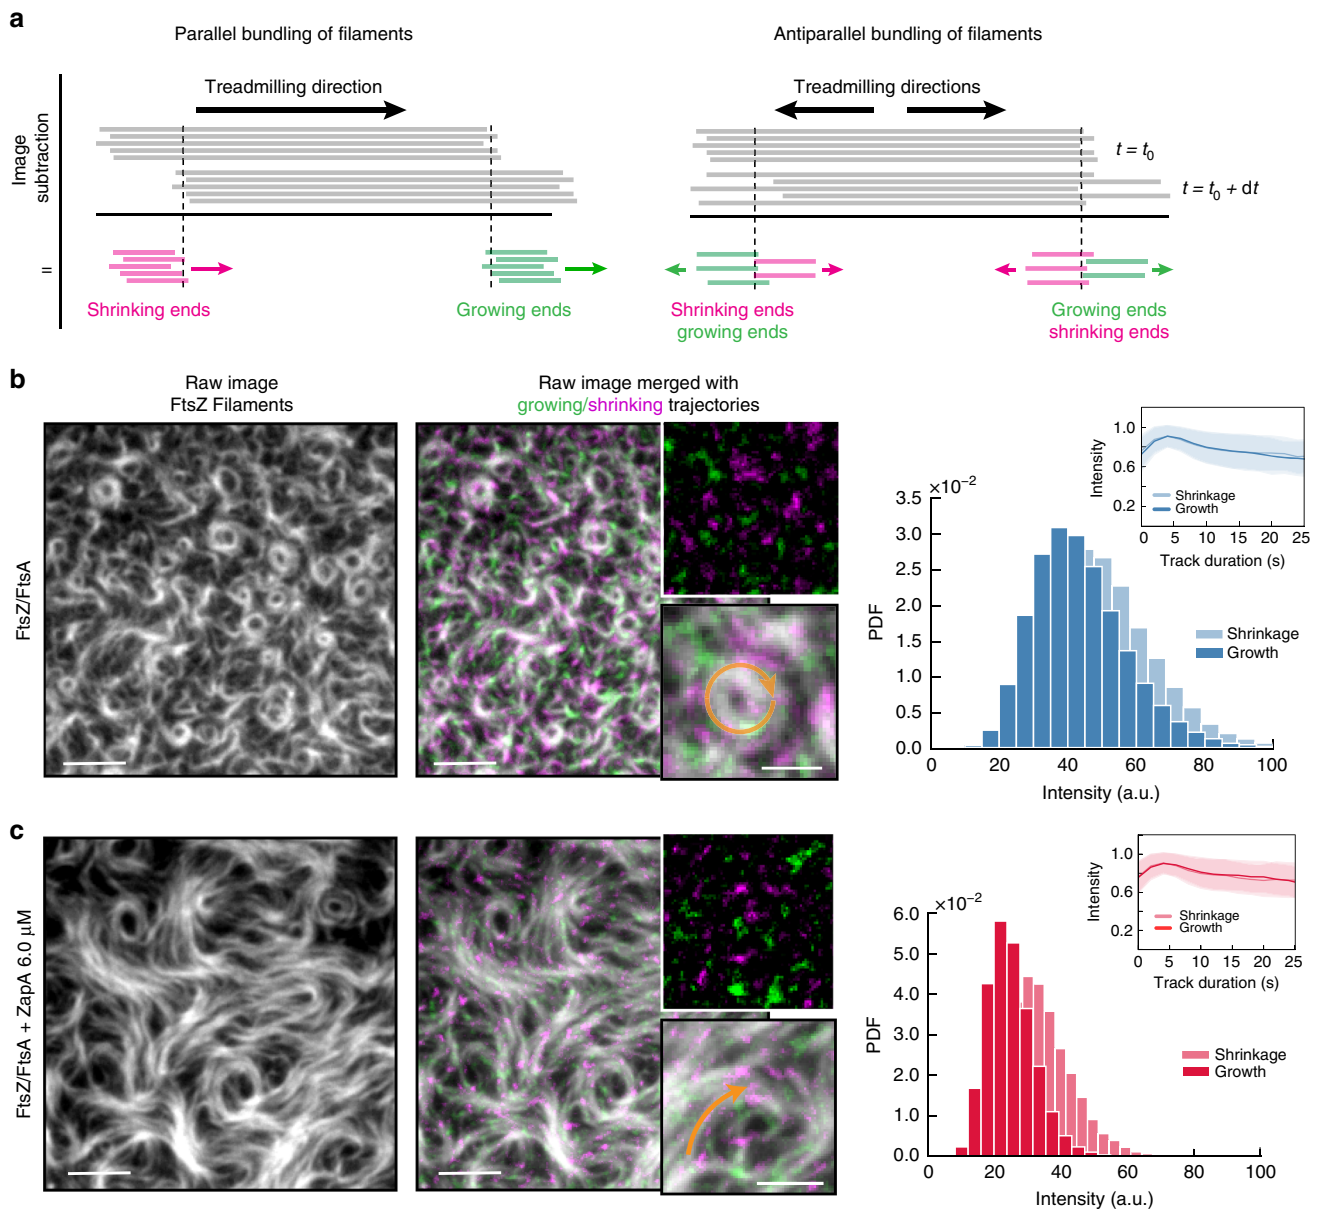 a
Parallel bundling of filaments
Antiparallel bundling of filaments
Treadmilling direction
Treadmilling directions
Image
subtraction
=
t = t0
t = t0 + dt
Shrinking ends
Growing ends
Shrinking ends
growing ends
Growing ends
shrinking ends
b
Raw image
FtsZ Filaments
Raw image merged with
growing/shrinking trajectories
FtsZ/FtsA
1.0
0.6
0.2
Intensity
Shrinkage
Growth
0 5 10 15 20 25
Track duration (s)
×10−2
3.5
3.0
2.5
2.0
1.5
1.0
0.5
0.0
PDF
Shrinkage
Growth
0 20 40 60 80 100
Intensity (a.u.)
c
FtsZ/FtsA + ZapA 6.0 μM
1.0
0.6
0.2
Intensity
Shrinkage
Growth
0 5 10 15 20 25
Track duration (s)
×10−2
6.0
5.0
4.0
3.0
2.0
1.0
0.0
PDF
Shrinkage
Growth
0 20 40 60 80 100
Intensity (a.u.)